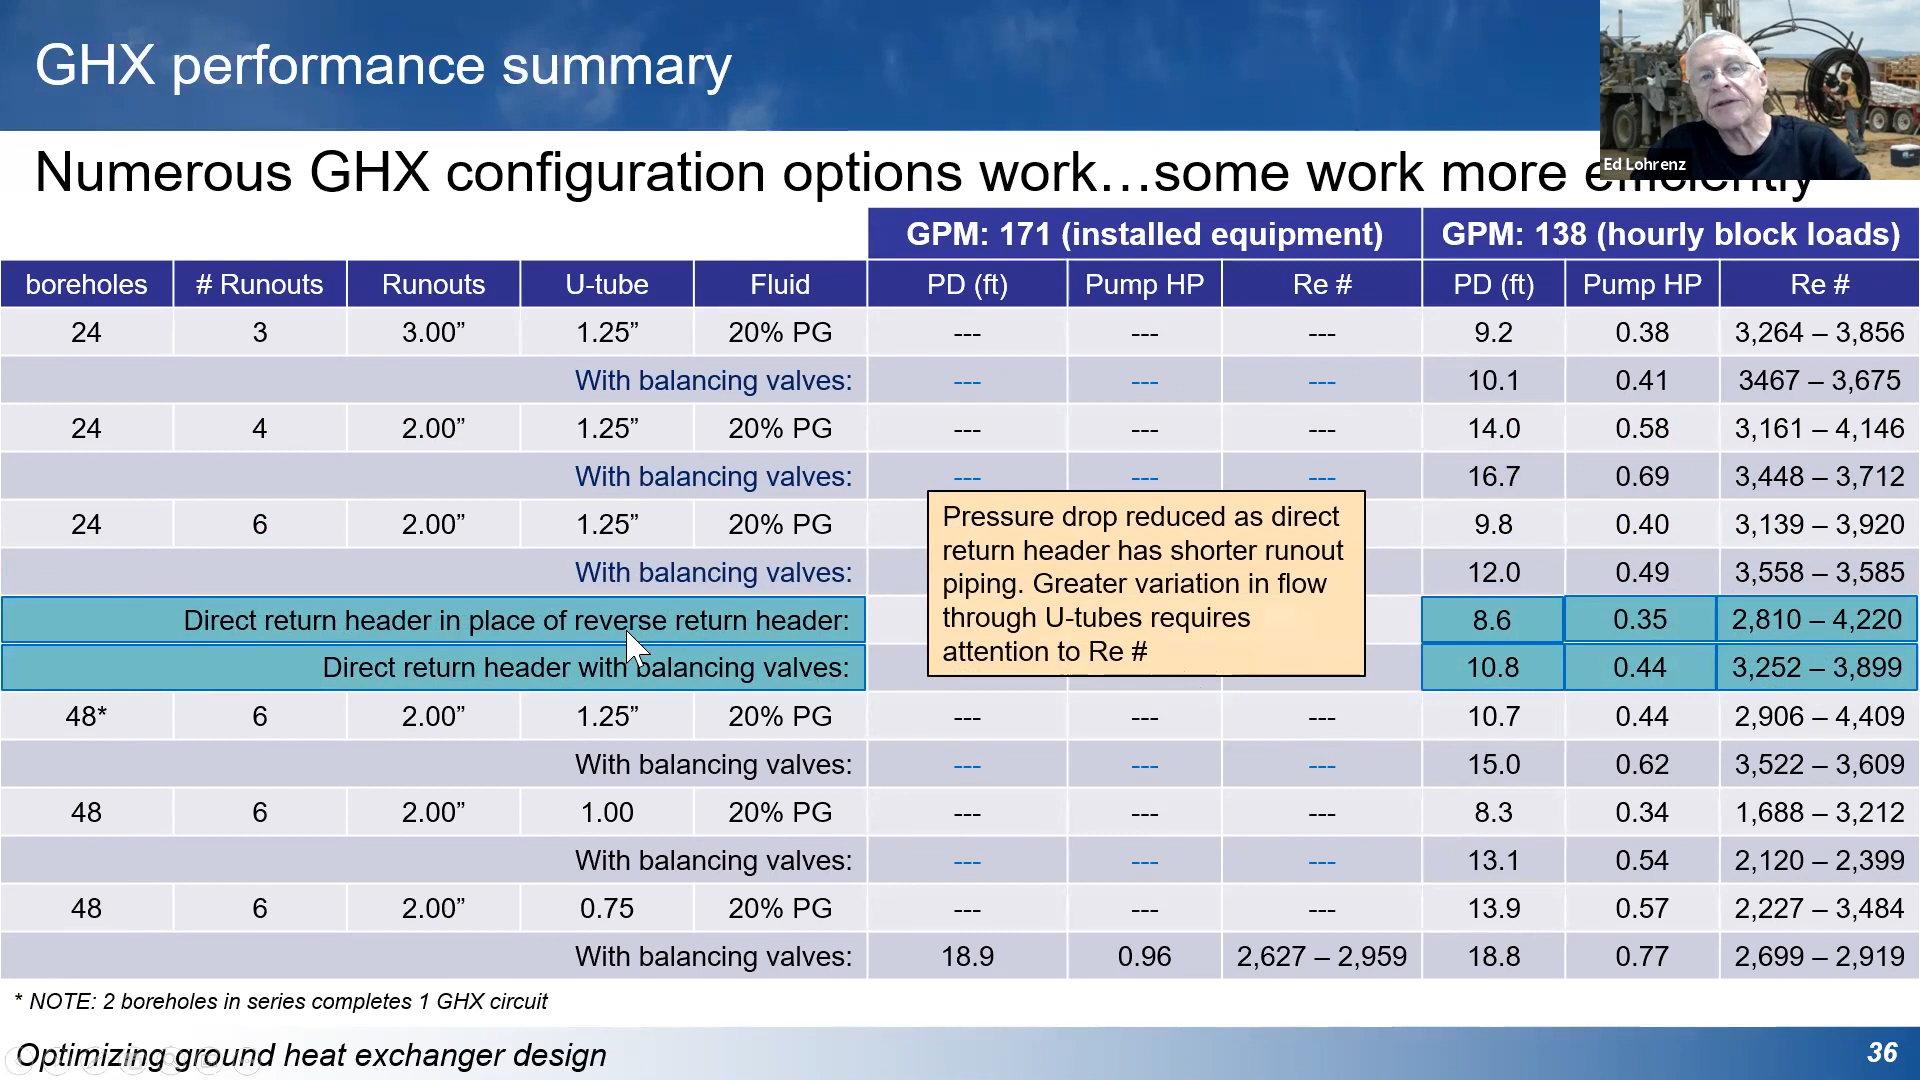 GHX performance summary
Ed Lohrenz
Numerous GHX configuration options work…some work more efficiently
GPM: 171 (installed equipment) GPM: 138 (hourly block loads)
boreholes # Runouts Runouts U-tube Fluid PD (ft) Pump HP Re # PD (ft) Pump HP Re #
24 3 3.00” 1.25” 20% PG --- --- --- 9.2 0.38 3,264 – 3,856
With balancing valves: --- --- --- 10.1 0.41 3467 – 3,675
24 4 2.00” 1.25” 20% PG --- --- --- 14.0 0.58 3,161 – 4,146
With balancing valves: --- --- --- 16.7 0.69 3,448 – 3,712
24 6 2.00” 1.25” 20% PG 9.8 0.40 3,139 – 3,920
With balancing valves: 12.0 0.49 3,558 – 3,585
Direct return header in place of reverse return header: 8.6 0.35 2,810 – 4,220
Direct return header with balancing valves: 10.8 0.44 3,252 – 3,899
Pressure drop reduced as direct
return header has shorter runout
piping. Greater variation in flow
through U-tubes requires
attention to Re #
48* 6 2.00” 1.25” 20% PG --- --- --- 10.7 0.44 2,906 – 4,409
With balancing valves: --- --- --- 15.0 0.62 3,522 – 3,609
48 6 2.00” 1.00 20% PG --- --- --- 8.3 0.34 1,688 – 3,212
With balancing valves: --- --- --- 13.1 0.54 2,120 – 2,399
48 6 2.00” 0.75 20% PG --- --- --- 13.9 0.57 2,227 – 3,484
With balancing valves: 18.9 0.96 2,627 – 2,959 18.8 0.77 2,699 – 2,919
* NOTE: 2 boreholes in series completes 1 GHX circuit
Optimizing ground heat exchanger design
36